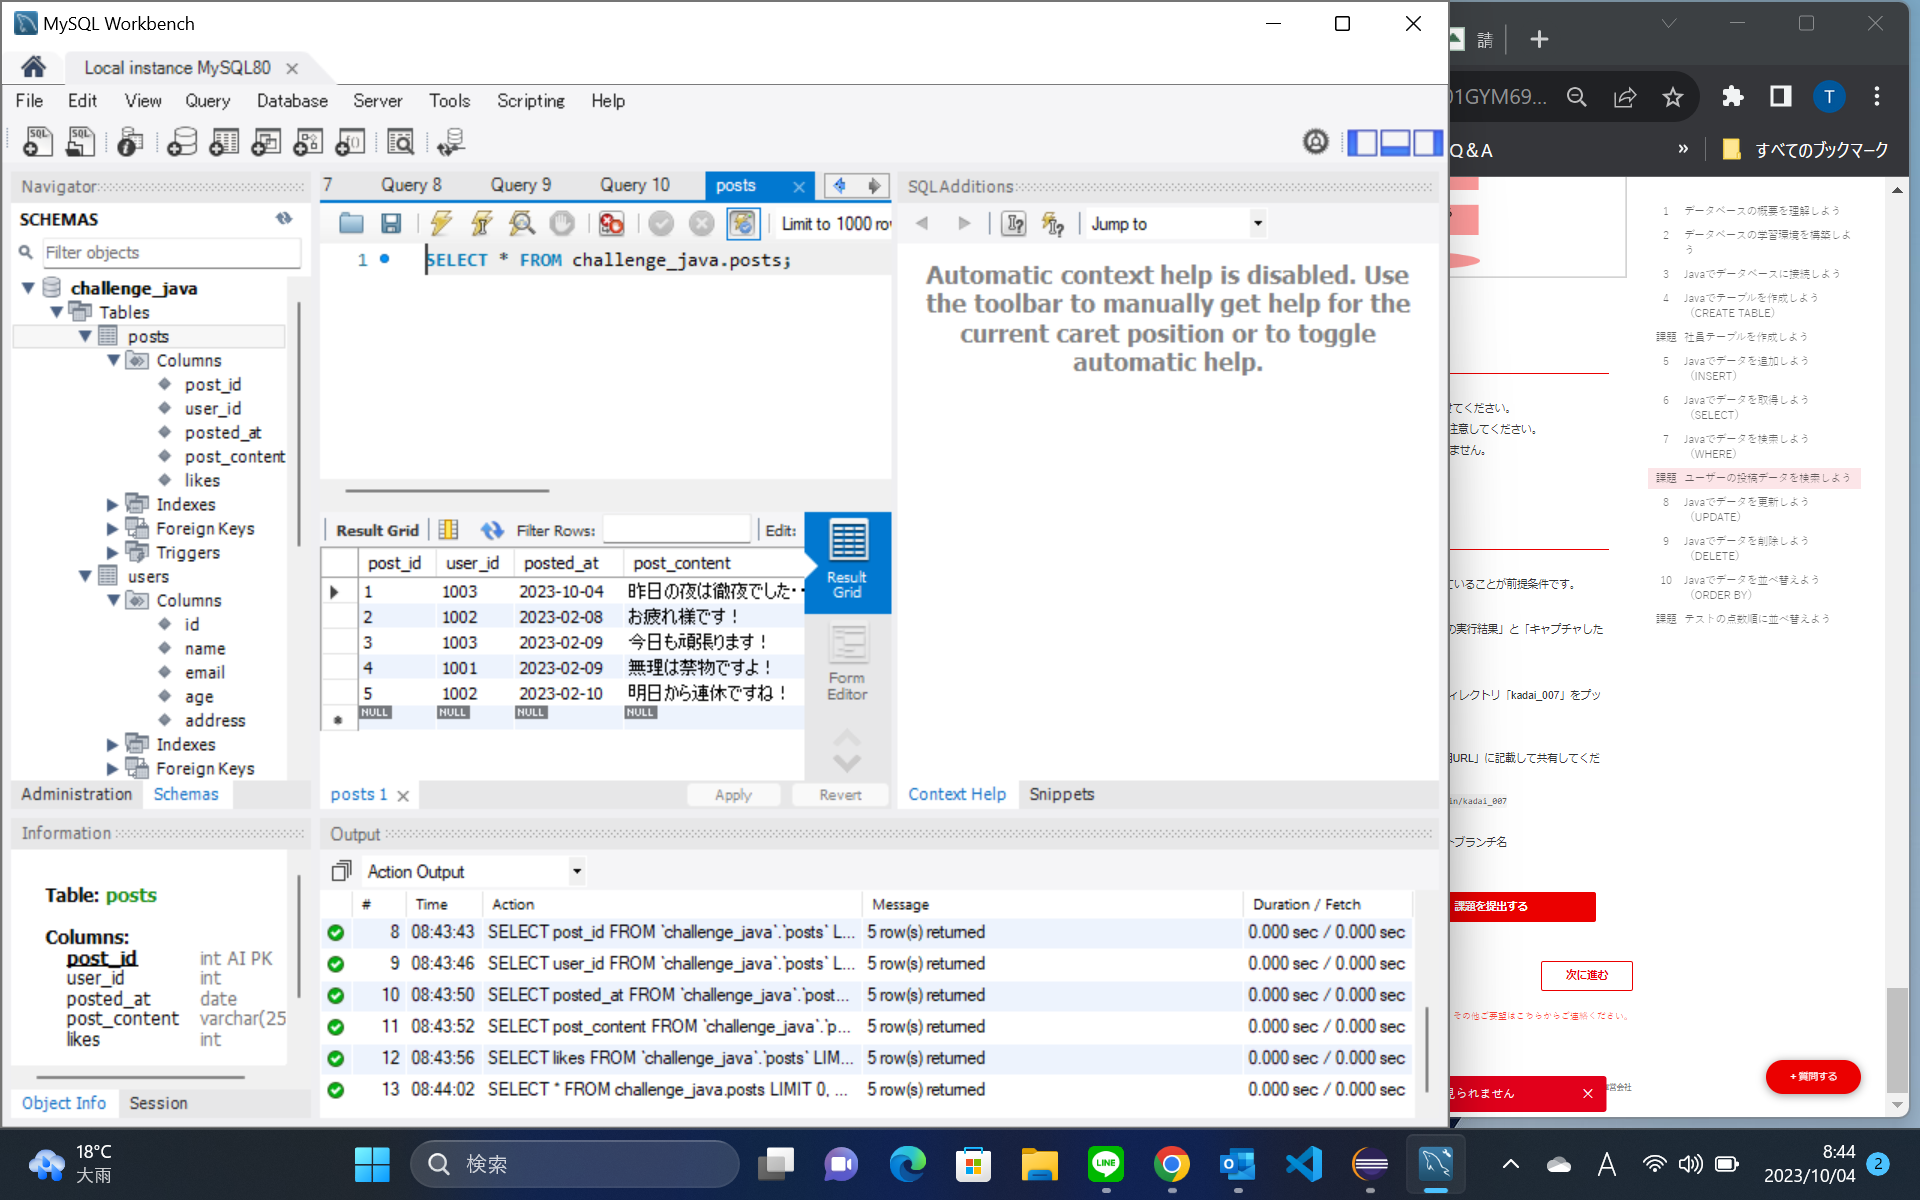 MySQL Workbench
Local instance MySQL80
File Edit View Query Database Server Tools Scripting Help
Navigator
SCHEMAS
Filter objects
challenge_java
Tables
posts
Columns
post_id
user_id
posted_at
post_content
likes
Indexes
Foreign Keys
Triggers
users
Columns
id
name
email
age
address
Indexes
Foreign Keys
Administration Schemas
Information
Table: posts
Columns:
post_id int AI PK
user_id int
posted_at date
post_content varchar(25
likes int
Object Info Session
7 Query 8 Query 9 Query 10 posts
Limit to 1000 rov
1 SELECT * FROM challenge_java.posts;
Result Grid Filter Rows: Edit:
post_id user_id posted_at post_content
1 1003 2023-10-04 昨日の夜は徹夜でした・・
2 1002 2023-02-08 お疲れ様です！
3 1003 2023-02-09 今日も頑張ります！
4 1001 2023-02-09 無理は禁物ですよ！
5 1002 2023-02-10 明日から連休ですね！
NULL NULL NULL NULL
Result Grid
Form Editor
posts 1 Apply Revert
SQLAdditions
Jump to
Automatic context help is disabled. Use
the toolbar to manually get help for the
current caret position or to toggle
automatic help.
Context Help Snippets
Output
Action Output
# Time Action Message Duration / Fetch
8 08:43:43 SELECT post_id FROM `challenge_java`.`posts` L... 5 row(s) returned 0.000 sec / 0.000 sec
9 08:43:46 SELECT user_id FROM `challenge_java`.`posts` L... 5 row(s) returned 0.000 sec / 0.000 sec
10 08:43:50 SELECT posted_at FROM `challenge_java`.`post... 5 row(s) returned 0.000 sec / 0.000 sec
11 08:43:52 SELECT post_content FROM `challenge_java`.`p... 5 row(s) returned 0.000 sec / 0.000 sec
12 08:43:56 SELECT likes FROM `challenge_java`.`posts` LIM... 5 row(s) returned 0.000 sec / 0.000 sec
13 08:44:02 SELECT * FROM challenge_java.posts LIMIT 0, ... 5 row(s) returned 0.000 sec / 0.000 sec
請
01GYM69... T
Q&A » すべてのブックマーク
てください。
注意してください。
ません。
いることが前提条件です。
の実行結果」と「キャプチャした
ィレクトリ「kadai_007」をプッ
URL」に記載して共有してくだ
in/kadai_007
トブランチ名
課題を提出する
次に進む
その他ご要望はこちらからご連絡ください。
見られません
営会社
+ 質問する
1 データベースの概要を理解しよう
2 データベースの学習環境を構築しよ
う
3 Javaでデータベースに接続しよう
4 Javaでテーブルを作成しよう
（CREATE TABLE）
課題 社員テーブルを作成しよう
5 Javaでデータを追加しよう
（INSERT）
6 Javaでデータを取得しよう
（SELECT）
7 Javaでデータを検索しよう
（WHERE）
課題 ユーザーの投稿データを検索しよう
8 Javaでデータを更新しよう
（UPDATE）
9 Javaでデータを削除しよう
（DELETE）
10 Javaでデータを並べ替えよう
（ORDER BY）
課題 テストの点数順に並べ替えよう
18°C
大雨
検索
LINE
A
8:44
2023/10/04
2